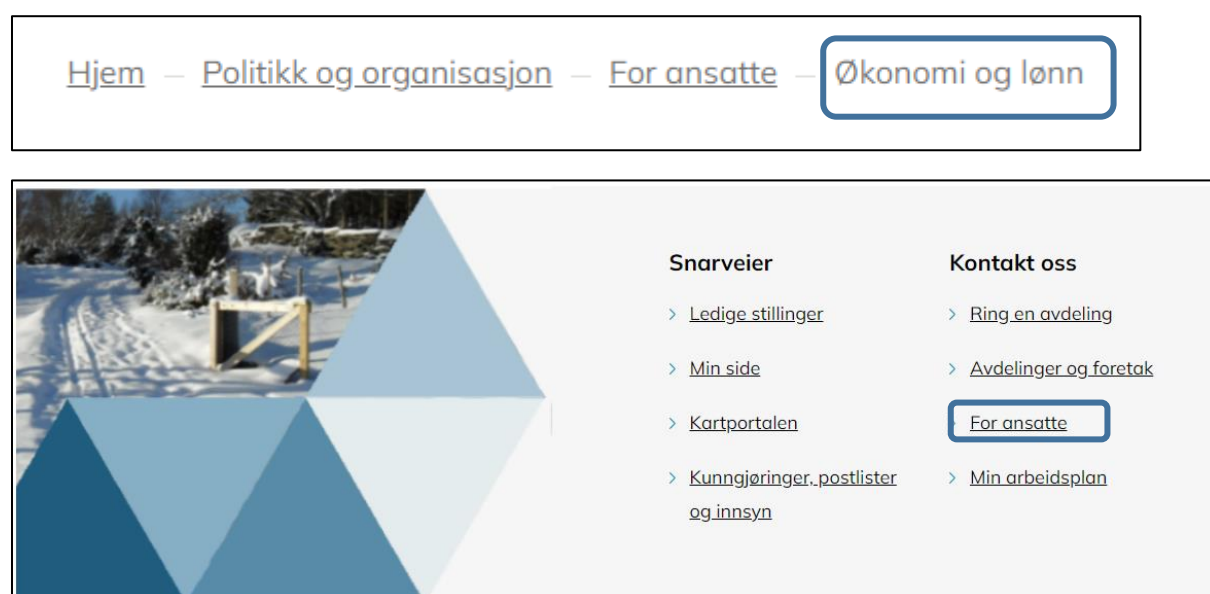 Hjem — Politikk og organisasjon — For ansatte — Økonomi og lønn
Snarveier
Ledige stillinger
Min side
Kartportalen
Kunngjøringer, postlister
og innsyn
Kontakt oss
Ring en avdeling
Avdelinger og foretak
For ansatte
Min arbeidsplan